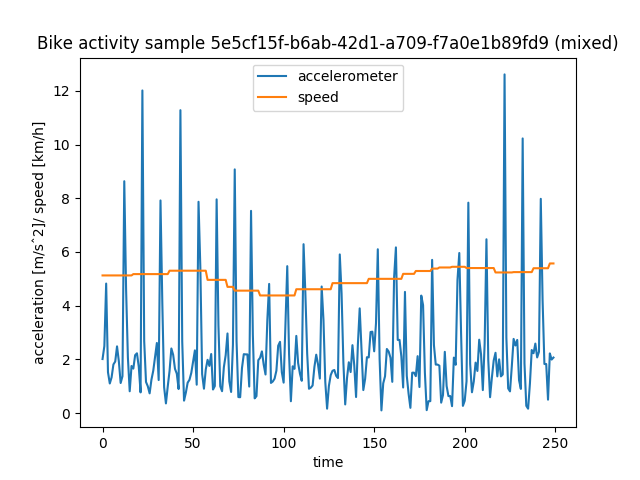 Bike activity sample 5e5cf15f-b6ab-42d1-a709-f7a0e1b89fd9 (mixed)
accelerometer
speed
acceleration [m/s^2]/ speed [km/h]
12
10
8
6
4
2
0
0
50
100
150
200
250
time